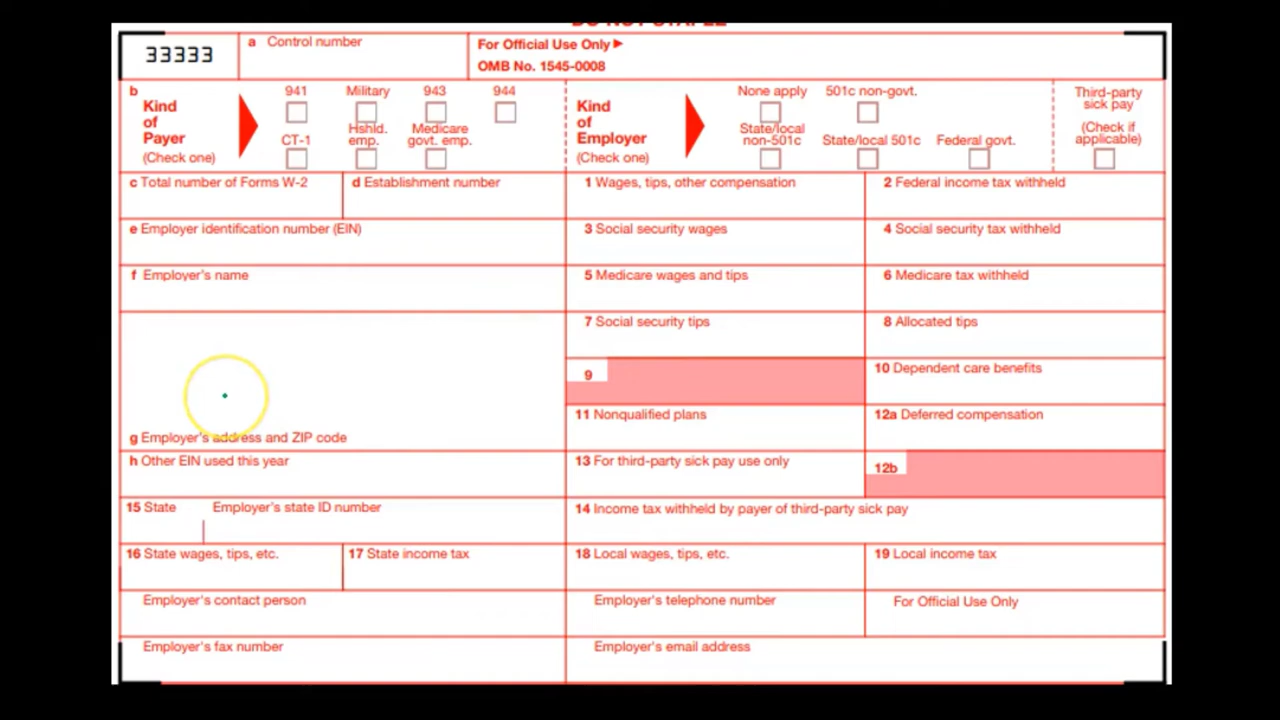 33333
a Control number
For Official Use Only ▶
OMB No. 1545-0008
b
Kind
of
Payer
(Check one)
941 Military 943 944
CT-1 Hshld. emp. Medicare govt. emp.
Kind
of
Employer
(Check one)
None apply 501c non-govt.
State/local non-501c State/local 501c Federal govt.
Third-party
sick pay
(Check if
applicable)
c Total number of Forms W-2
d Establishment number
1 Wages, tips, other compensation
2 Federal income tax withheld
e Employer identification number (EIN)
3 Social security wages
4 Social security tax withheld
f Employer's name
5 Medicare wages and tips
6 Medicare tax withheld
7 Social security tips
8 Allocated tips
9
10 Dependent care benefits
11 Nonqualified plans
12a Deferred compensation
g Employer's address and ZIP code
h Other EIN used this year
13 For third-party sick pay use only
12b
15 State Employer's state ID number
14 Income tax withheld by payer of third-party sick pay
16 State wages, tips, etc.
17 State income tax
18 Local wages, tips, etc.
19 Local income tax
Employer's contact person
Employer's telephone number
For Official Use Only
Employer's fax number
Employer's email address